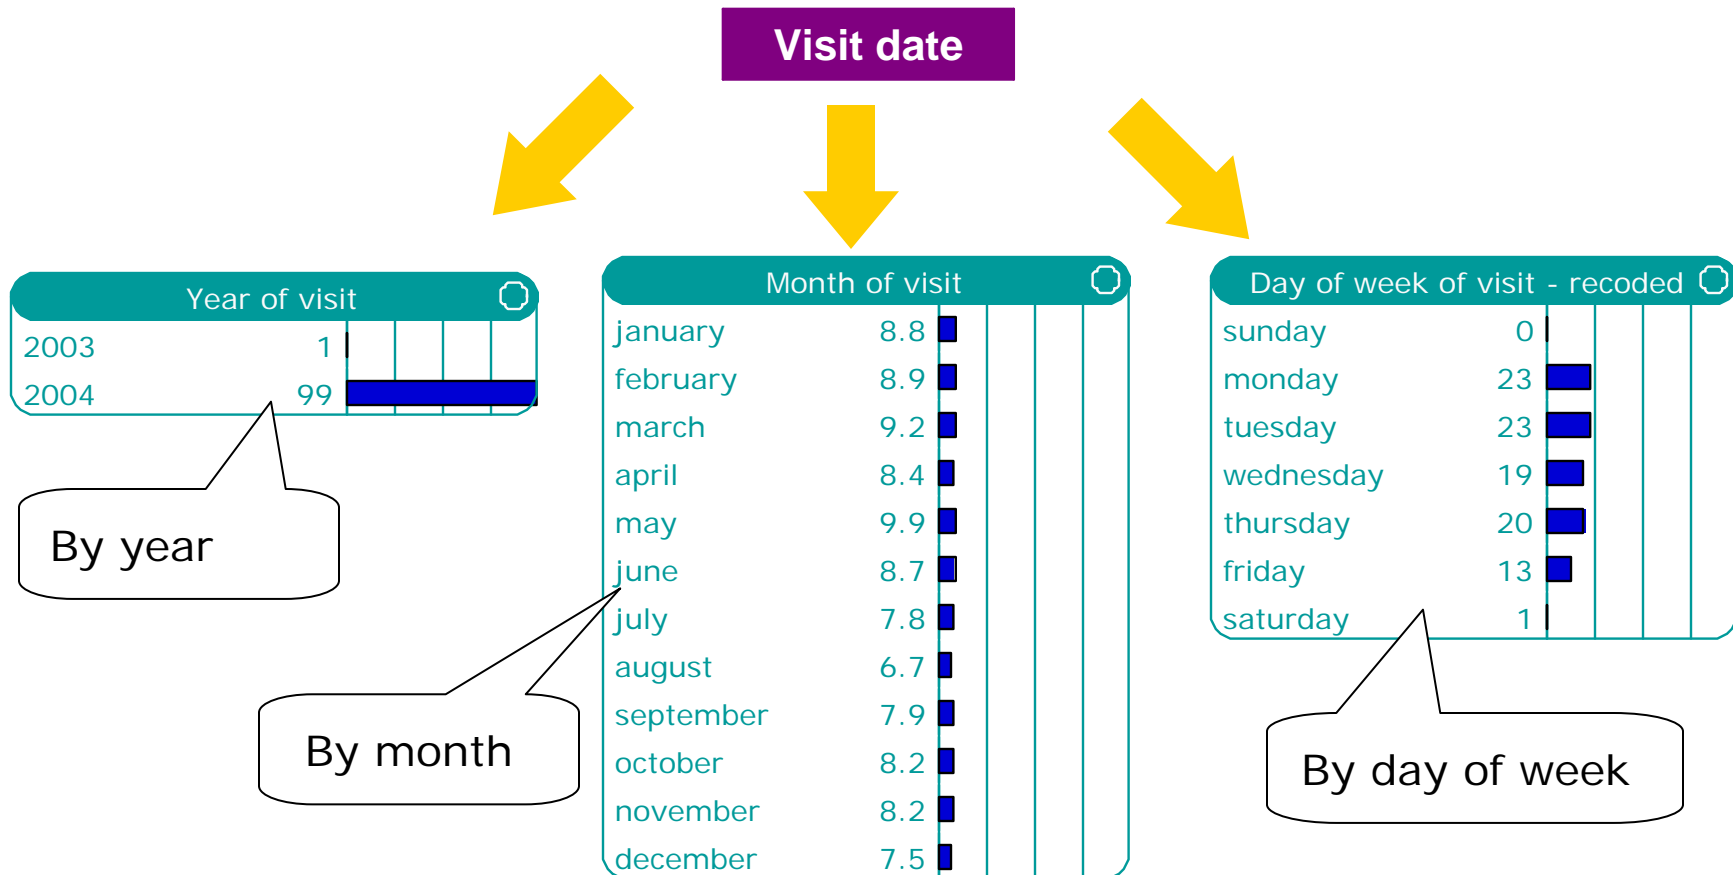 Visit date
Year of visit
2003 1
2004 99
By year
Month of visit
january 8.8
february 8.9
march 9.2
april 8.4
may 9.9
june 8.7
july 7.8
august 6.7
september 7.9
october 8.2
november 8.2
december 7.5
By month
Day of week of visit - recoded
sunday 0
monday 23
tuesday 23
wednesday 19
thursday 20
friday 13
saturday 1
By day of week